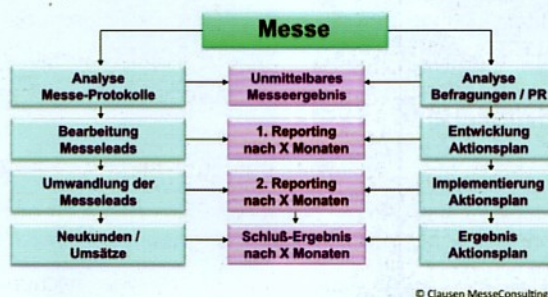 Messe
Analyse
Messe-Protokolle
Unmittelbares
Messeergebnis
Analyse
Befragungen / PR
Bearbeitung
Messeleads
1. Reporting
nach X Monaten
Entwicklung
Aktionsplan
Umwandlung der
Messeleads
2. Reporting
nach X Monaten
Implementierung
Aktionsplan
Neukunden /
Umsätze
Schluß-Ergebnis
nach X Monaten
Ergebnis
Aktionsplan
© Clausen MesseConsulting